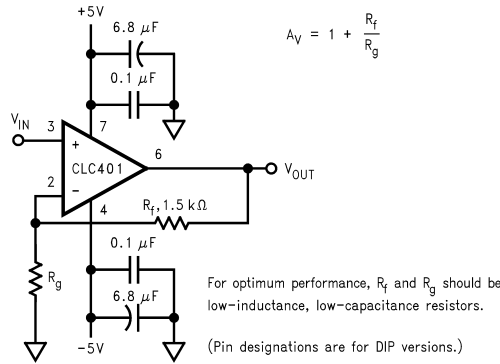 +5V
6.8 μF
0.1 μF
A_V = 1 + R_f / R_g
V_IN
3
7
+
CLC401
6
V_OUT
2
−
4
R_f, 1.5 kΩ
0.1 μF
R_g
6.8 μF
−5V
For optimum performance, R_f and R_g should be
low-inductance, low-capacitance resistors.
(Pin designations are for DIP versions.)